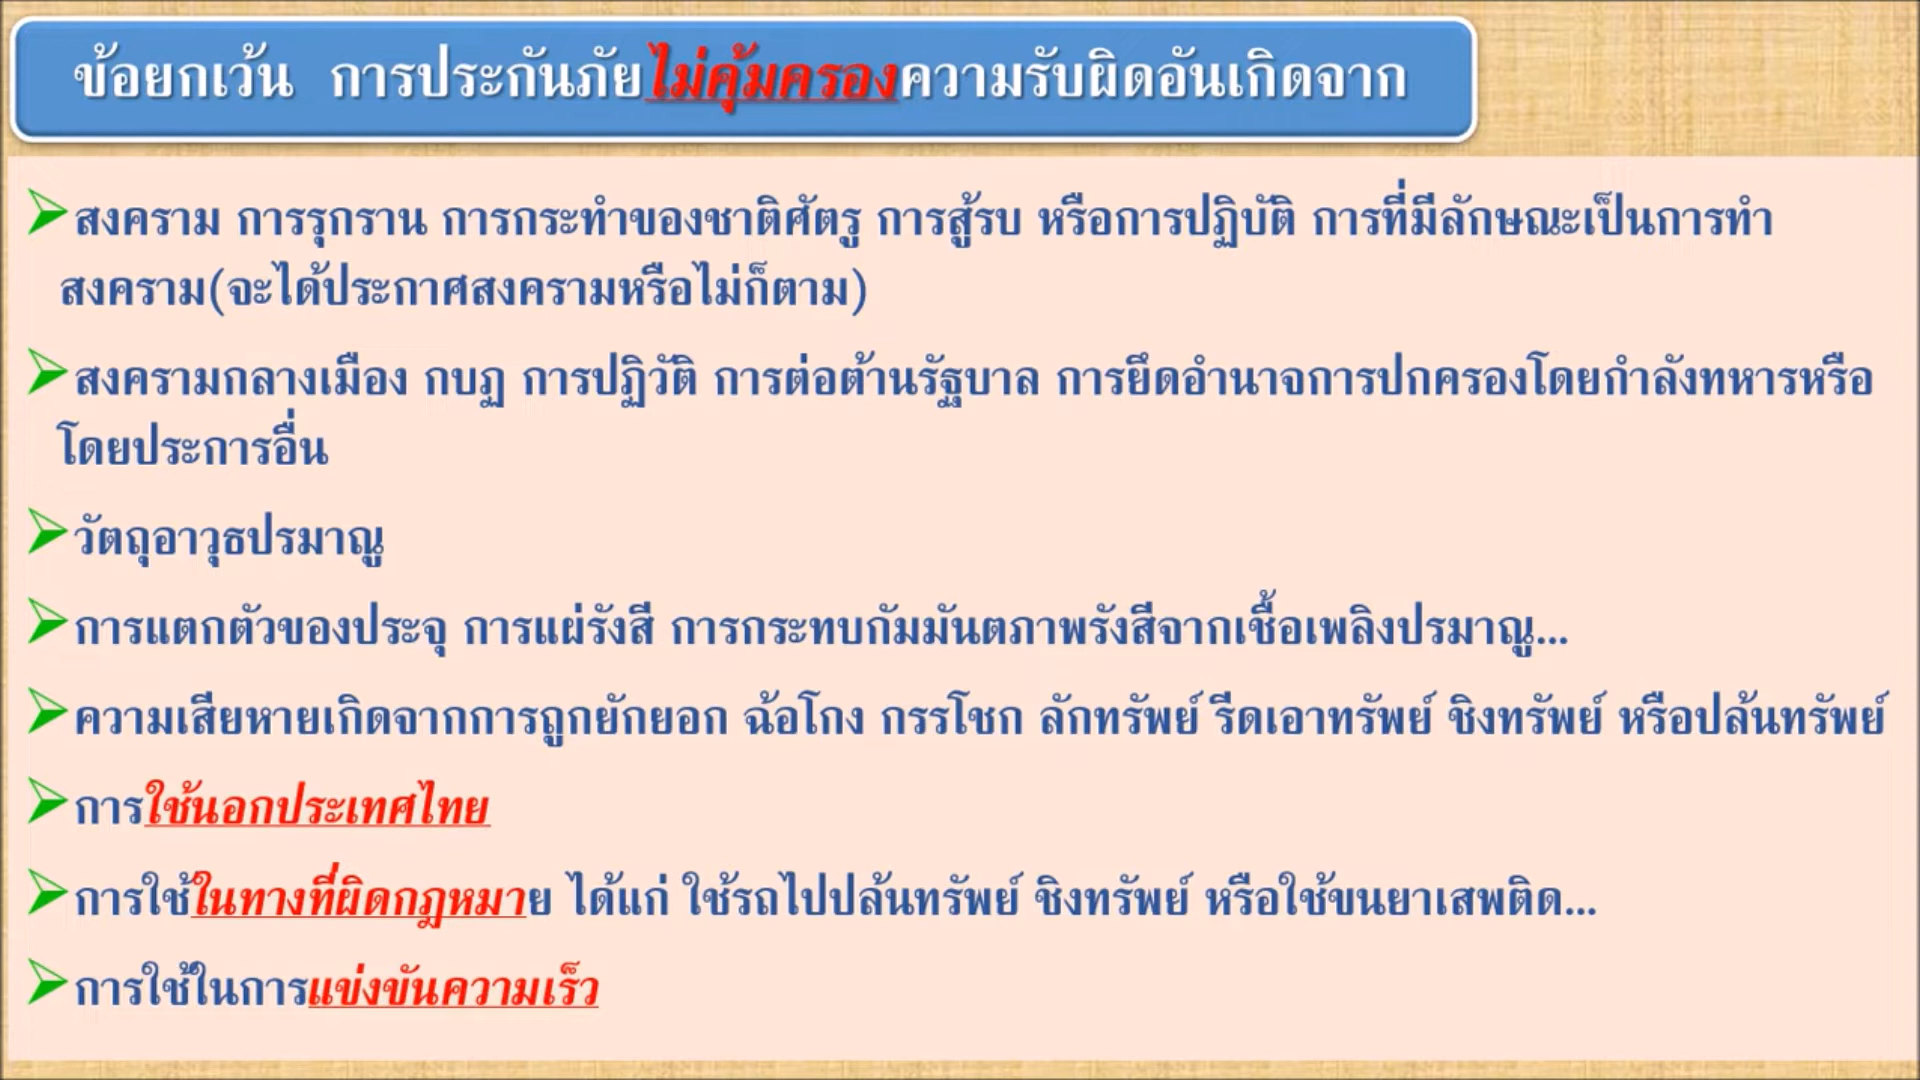 ข้อยกเว้น การประกันภัยไม่คุ้มครองความรับผิดอันเกิดจาก
สงคราม การรุกราน การกระทำของชาติศัตรู การสู้รบ หรือการปฏิบัติ การที่มีลักษณะเป็นการทำ
สงคราม(จะได้ประกาศสงครามหรือไม่ก็ตาม)
สงครามกลางเมือง กบฏ การปฏิวัติ การต่อต้านรัฐบาล การยึดอำนาจการปกครองโดยกำลังทหารหรือ
โดยประการอื่น
วัตถุอาวุธปรมาณู
การแตกตัวของประจุ การแผ่รังสี การกระทบกัมมันตภาพรังสีจากเชื้อเพลิงปรมาณู...
ความเสียหายเกิดจากการถูกยักยอก ฉ้อโกง กรรโชก ลักทรัพย์ รีดเอาทรัพย์ ชิงทรัพย์ หรือปล้นทรัพย์
การใช้นอกประเทศไทย
การใช้ในทางที่ผิดกฎหมาย ได้แก่ ใช้รถไปปล้นทรัพย์ ชิงทรัพย์ หรือใช้ขนยาเสพติด...
การใช้ในการแข่งขันความเร็ว